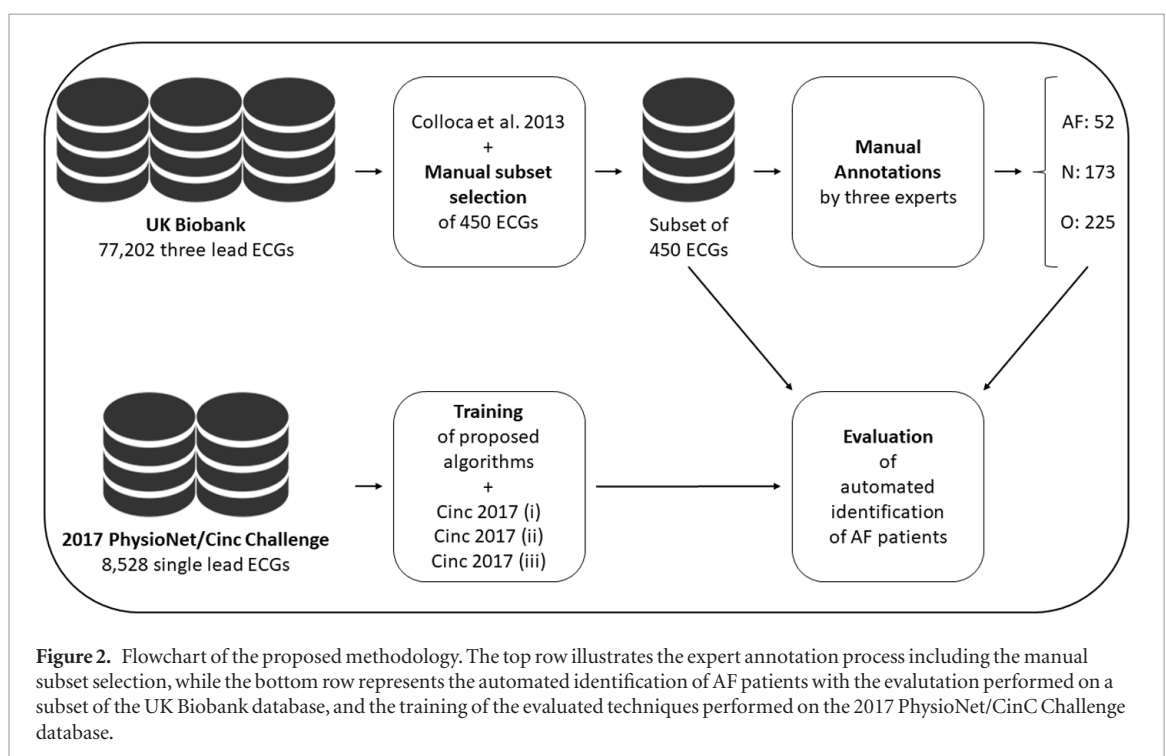 UK Biobank
77,202 three lead ECGs
Colloca et al. 2013
+
Manual subset
selection
of 450 ECGs
Subset of
450 ECGs
Manual
Annotations
by three experts
AF: 52
N: 173
O: 225
2017 PhysioNet/Cinc Challenge
8,528 single lead ECGs
Training
of proposed
algorithms
+
Cinc 2017 (i)
Cinc 2017 (ii)
Cinc 2017 (iii)
Evaluation
of
automated
identification
of AF patients
Figure 2. Flowchart of the proposed methodology. The top row illustrates the expert annotation process including the manual
subset selection, while the bottom row represents the automated identification of AF patients with the evalutation performed on a
subset of the UK Biobank database, and the training of the evaluated techniques performed on the 2017 PhysioNet/CinC Challenge
database.